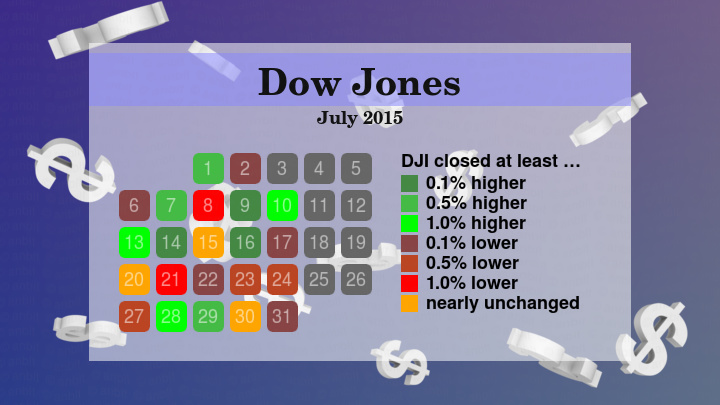 Dow Jones
July 2015
1 2 3 4 5
6 7 8 9 10 11 12
13 14 15 16 17 18 19
20 21 22 23 24 25 26
27 28 29 30 31
DJI closed at least ...
0.1% higher
0.5% higher
1.0% higher
0.1% lower
0.5% lower
1.0% lower
nearly unchanged